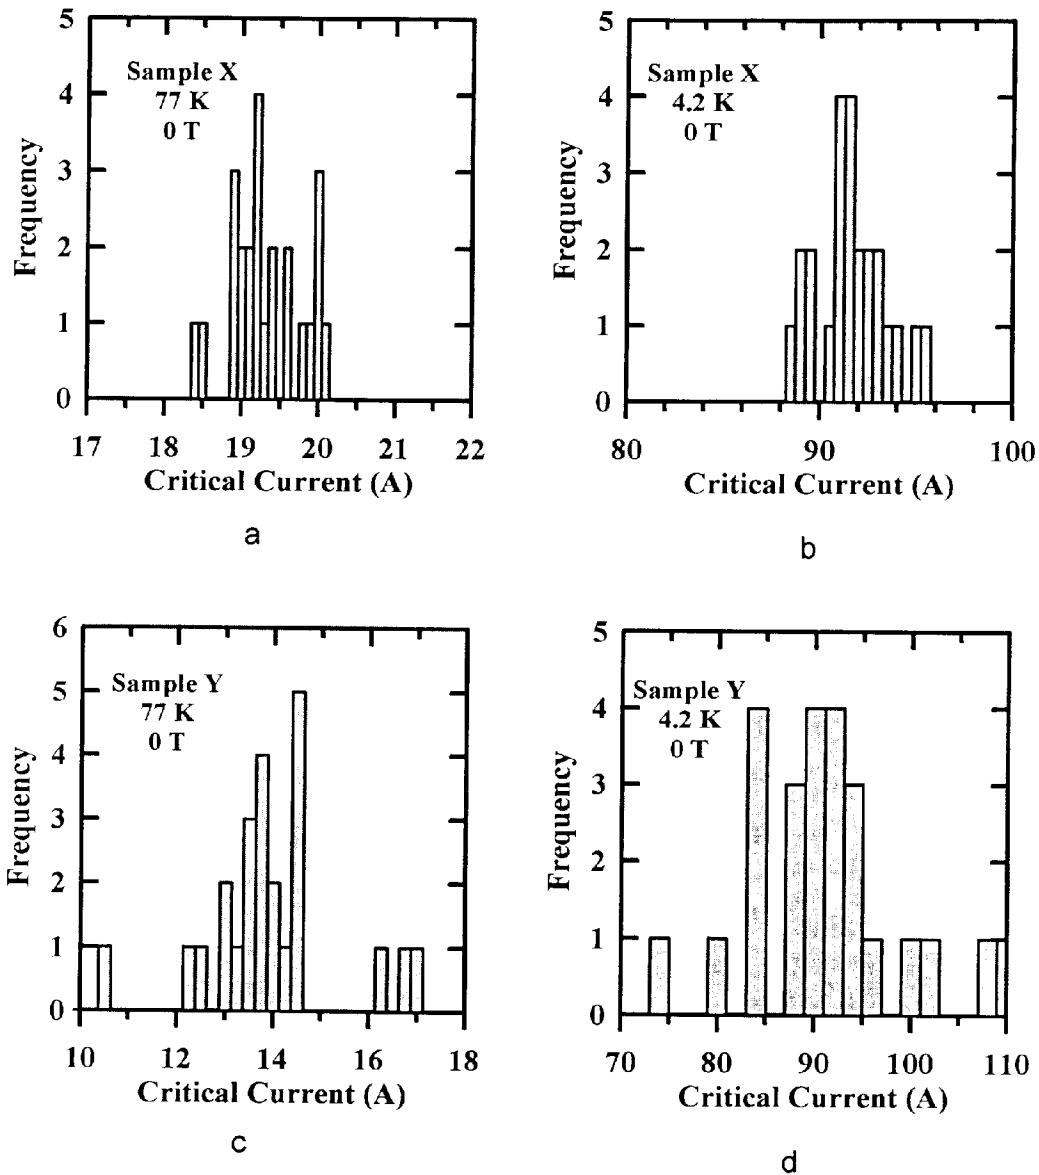 5
Sample X
77 K
0 T
4
3
2
1
0
Frequency
17 18 19 20 21 22
Critical Current (A)
a
5
Sample X
4.2 K
0 T
4
3
2
1
0
Frequency
80 90 100
Critical Current (A)
b
6
Sample Y
77 K
0 T
5
4
3
2
1
0
Frequency
10 12 14 16 18
Critical Current (A)
c
5
Sample Y
4.2 K
0 T
4
3
2
1
0
Frequency
70 80 90 100 110
Critical Current (A)
d